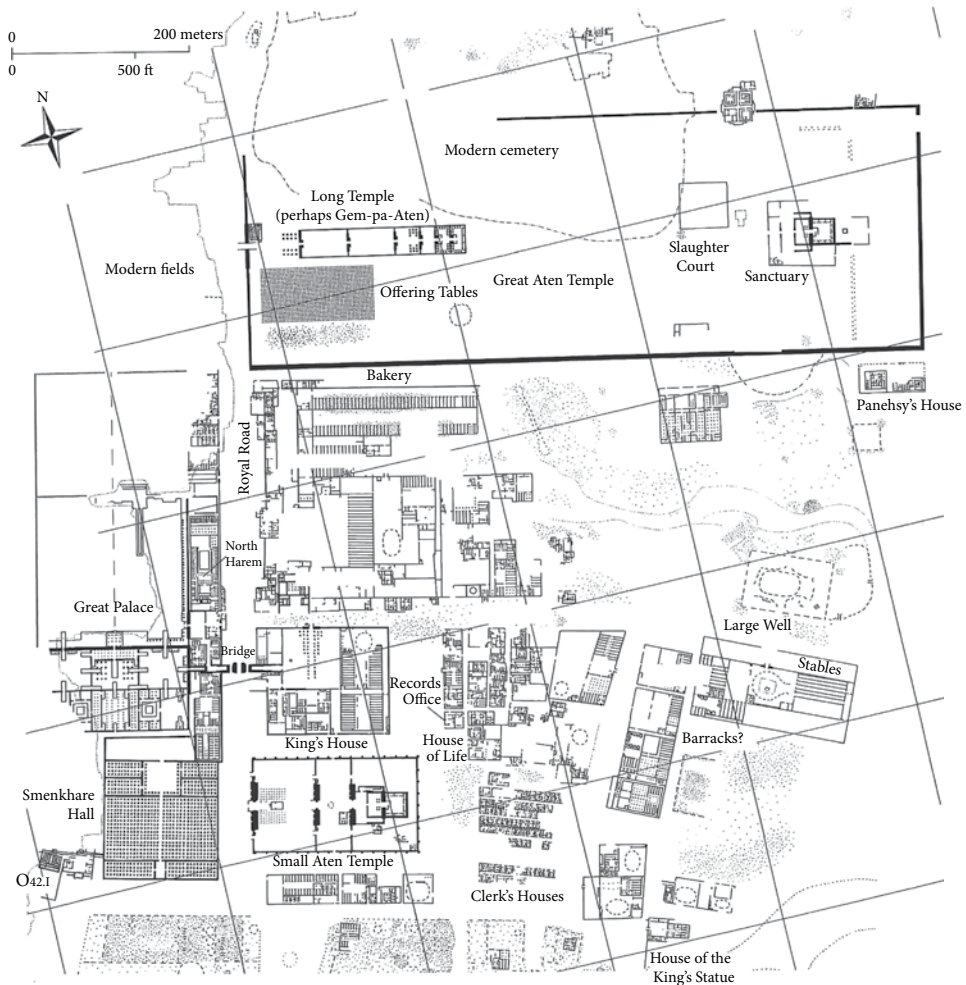 0 200 meters
0 500 ft
N
Modern cemetery
Long Temple
(perhaps Gem-pa-Aten)
Modern fields
Slaughter
Court
Sanctuary
Great Aten Temple
Offering Tables
Bakery
Panehsy's House
Royal Road
North
Harem
Great Palace
Large Well
Bridge
Stables
Records
Office
Barracks?
King's House
House
of Life
Smenkhare
Hall
Small Aten Temple
O42.1
Clerk's Houses
House of the
King's Statue